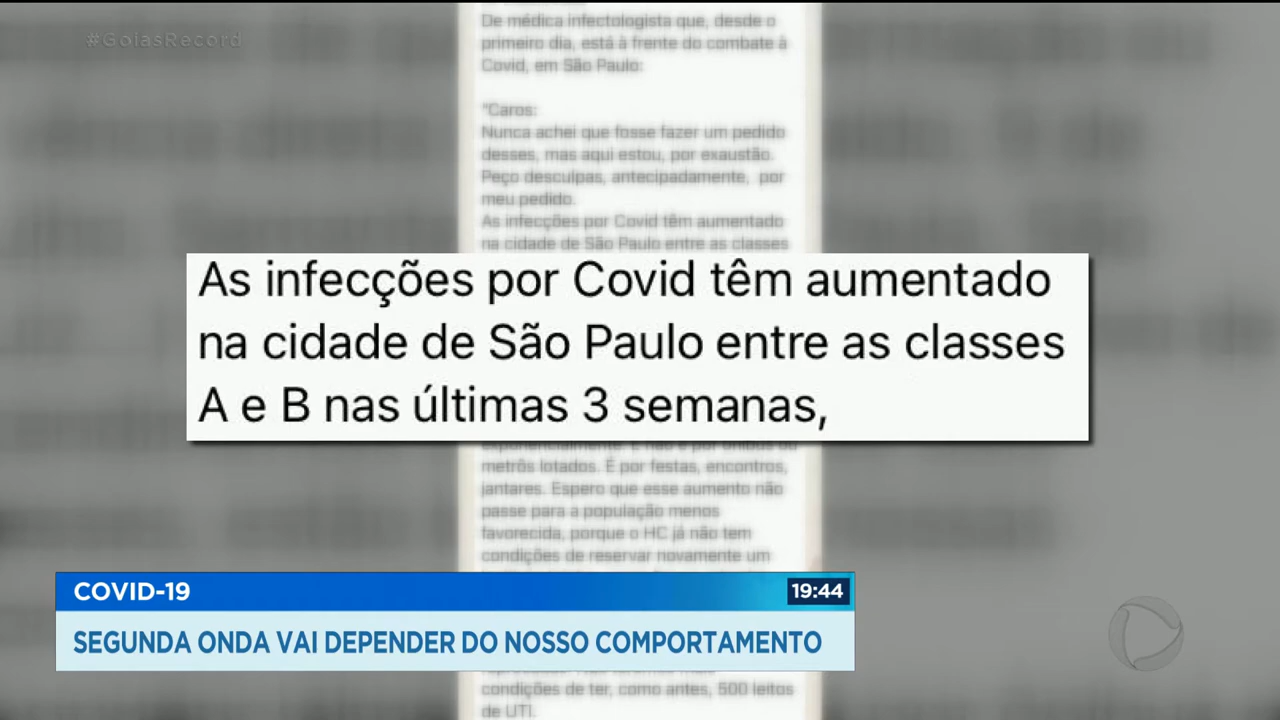 #GoiasRecord
De médica infectologista que, desde o
primeiro dia, está à frente do combate à
Covid, em São Paulo:
"Caros:
Nunca achei que fosse fazer um pedido
desses, mas aqui estou, por exaustão.
Peço desculpas, antecipadamente, por
meu pedido.
As infecções por Covid têm aumentado
na cidade de São Paulo entre as classes
As infecções por Covid têm aumentado
na cidade de São Paulo entre as classes
A e B nas últimas 3 semanas,
exponencialmente. E não é por ônibus ou
metrôs lotados. É por festas, encontros,
jantares. Espero que esse aumento não
passe para a população menos
favorecida, porque o HC já não tem
condições de reservar novamente um
COVID-19
19:44
SEGUNDA ONDA VAI DEPENDER DO NOSSO COMPORTAMENTO
condições de ter, como antes, 500 leitos
de UTI.